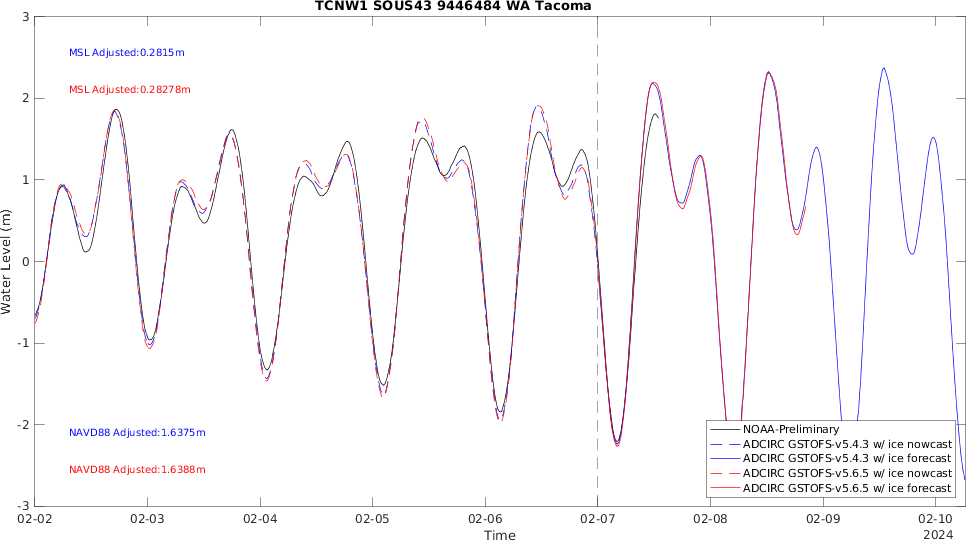 TCNW1 SOUS43 9446484 WA Tacoma
3
2
1
0
-1
-2
-3
Water Level (m)
MSL Adjusted:0.2815m
MSL Adjusted:0.28278m
NAVD88 Adjusted:1.6375m
NAVD88 Adjusted:1.6388m
NOAA-Preliminary
ADCIRC GSTOFS-v5.4.3 w/ ice nowcast
ADCIRC GSTOFS-v5.4.3 w/ ice forecast
ADCIRC GSTOFS-v5.6.5 w/ ice nowcast
ADCIRC GSTOFS-v5.6.5 w/ ice forecast
02-02 02-03 02-04 02-05 02-06 02-07 02-08 02-09 02-10
2024
Time